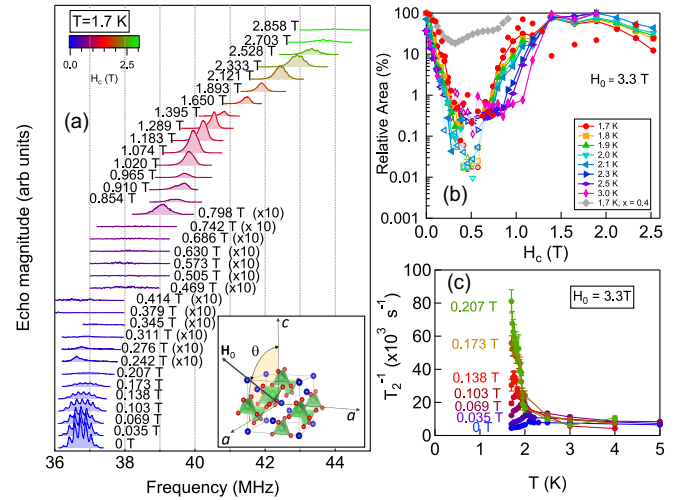 T=1.7 K
0.0
2.5
H_c (T)
(a)
2.858 T
2.703 T
2.528 T
2.333 T
2.121 T
1.893 T
1.650 T
1.395 T
1.289 T
1.183 T
1.074 T
1.020 T
0.965 T
0.910 T
0.854 T
0.798 T (x10)
0.742 T (x10)
0.686 T (x10)
0.630 T (x10)
0.573 T (x10)
0.505 T (x10)
0.469 T (x10)
0.414 T (x10)
0.379 T (x10)
0.345 T (x10)
0.311 T (x10)
0.276 T (x10)
0.242 T (x10)
0.207 T
0.173 T
0.138 T
0.103 T
0.069 T
0.035 T
0 T
Echo magnitude (arb units)
36 38 40 42 44
Frequency (MHz)
c
θ
H_0
a
a
100
10
1
0.1
0.01
0.001
Relative Area (%)
H_0 = 3.3 T
1.7 K
1.8 K
1.9 K
2.0 K
2.1 K
2.3 K
2.5 K
3.0 K
1.7 K, x = 0.4
(b)
0.0 0.5 1.0 1.5 2.0 2.5
H_c (T)
(c)
H_0 = 3.3T
100
80
60
40
20
0
T_2^-1 (x10^3 s^-1)
0.207 T
0.173 T
0.138 T
0.103 T
0.069 T
0.035 T
0 T
0 1 2 3 4 5
T (K)